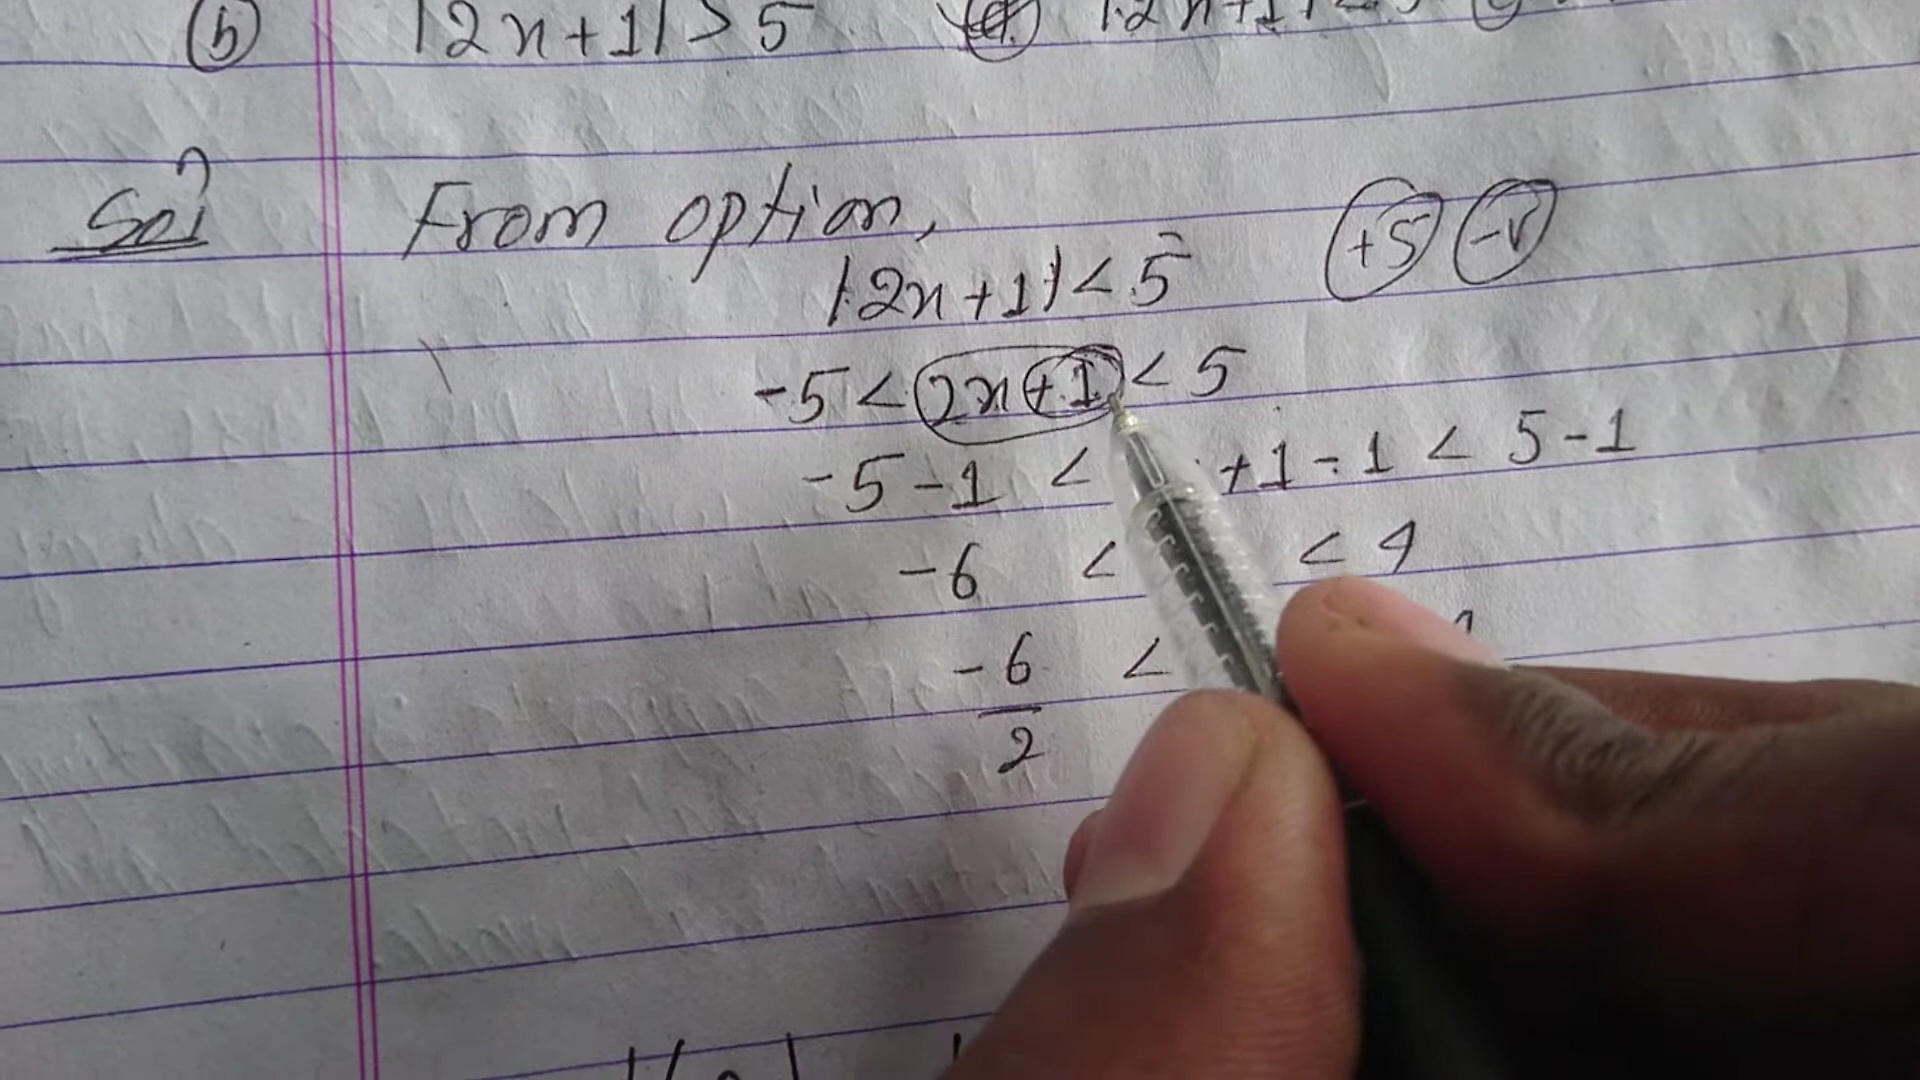 (b) |2x+1| > 5
Sol? From option, +5 -v
|2x+1| < 5
-5 < 2x+1 < 5
-5-1 < +1-1 < 5-1
-6 < < 4
-6 <
2